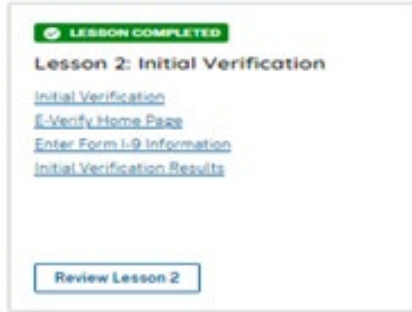 LESSON COMPLETED
Lesson 2: Initial Verification
Initial Verification
E-Verify Home Page
Enter Form I-9 Information
Initial Verification Results
Review Lesson 2